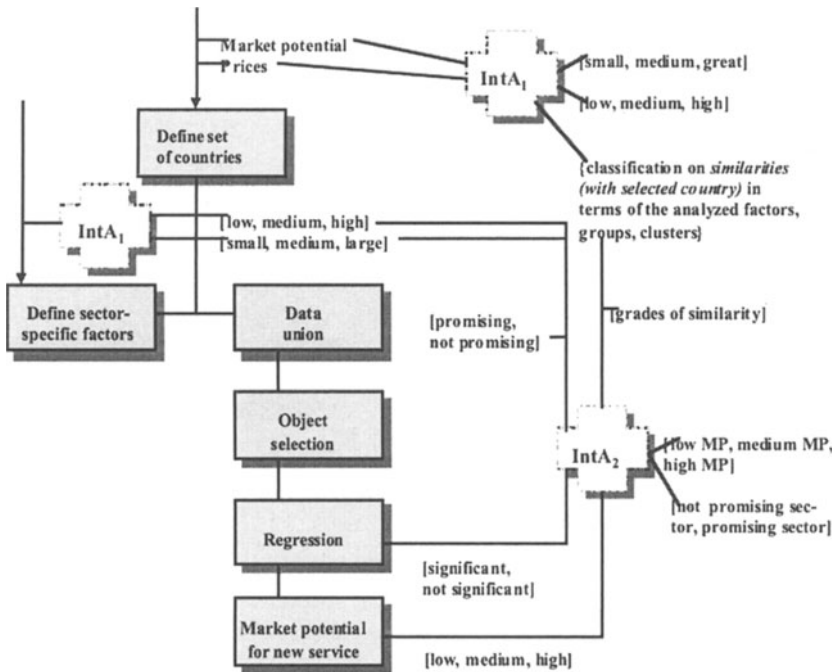 Market potential
Prices
IntA1
[small, medium, great]
[low, medium, high]
Define set
of countries
{classification on similarities
(with selected country) in
terms of the analyzed factors,
groups, clusters}
IntA1
[low, medium, high]
[small, medium, large]
Define sector-
specific factors
Data
union
[promising,
not promising]
[grades of similarity]
Object
selection
IntA2
[low MP, medium MP,
high MP]
[not promising sec-
tor, promising sector]
Regression
[significant,
not significant]
Market potential
for new service
[low, medium, high]